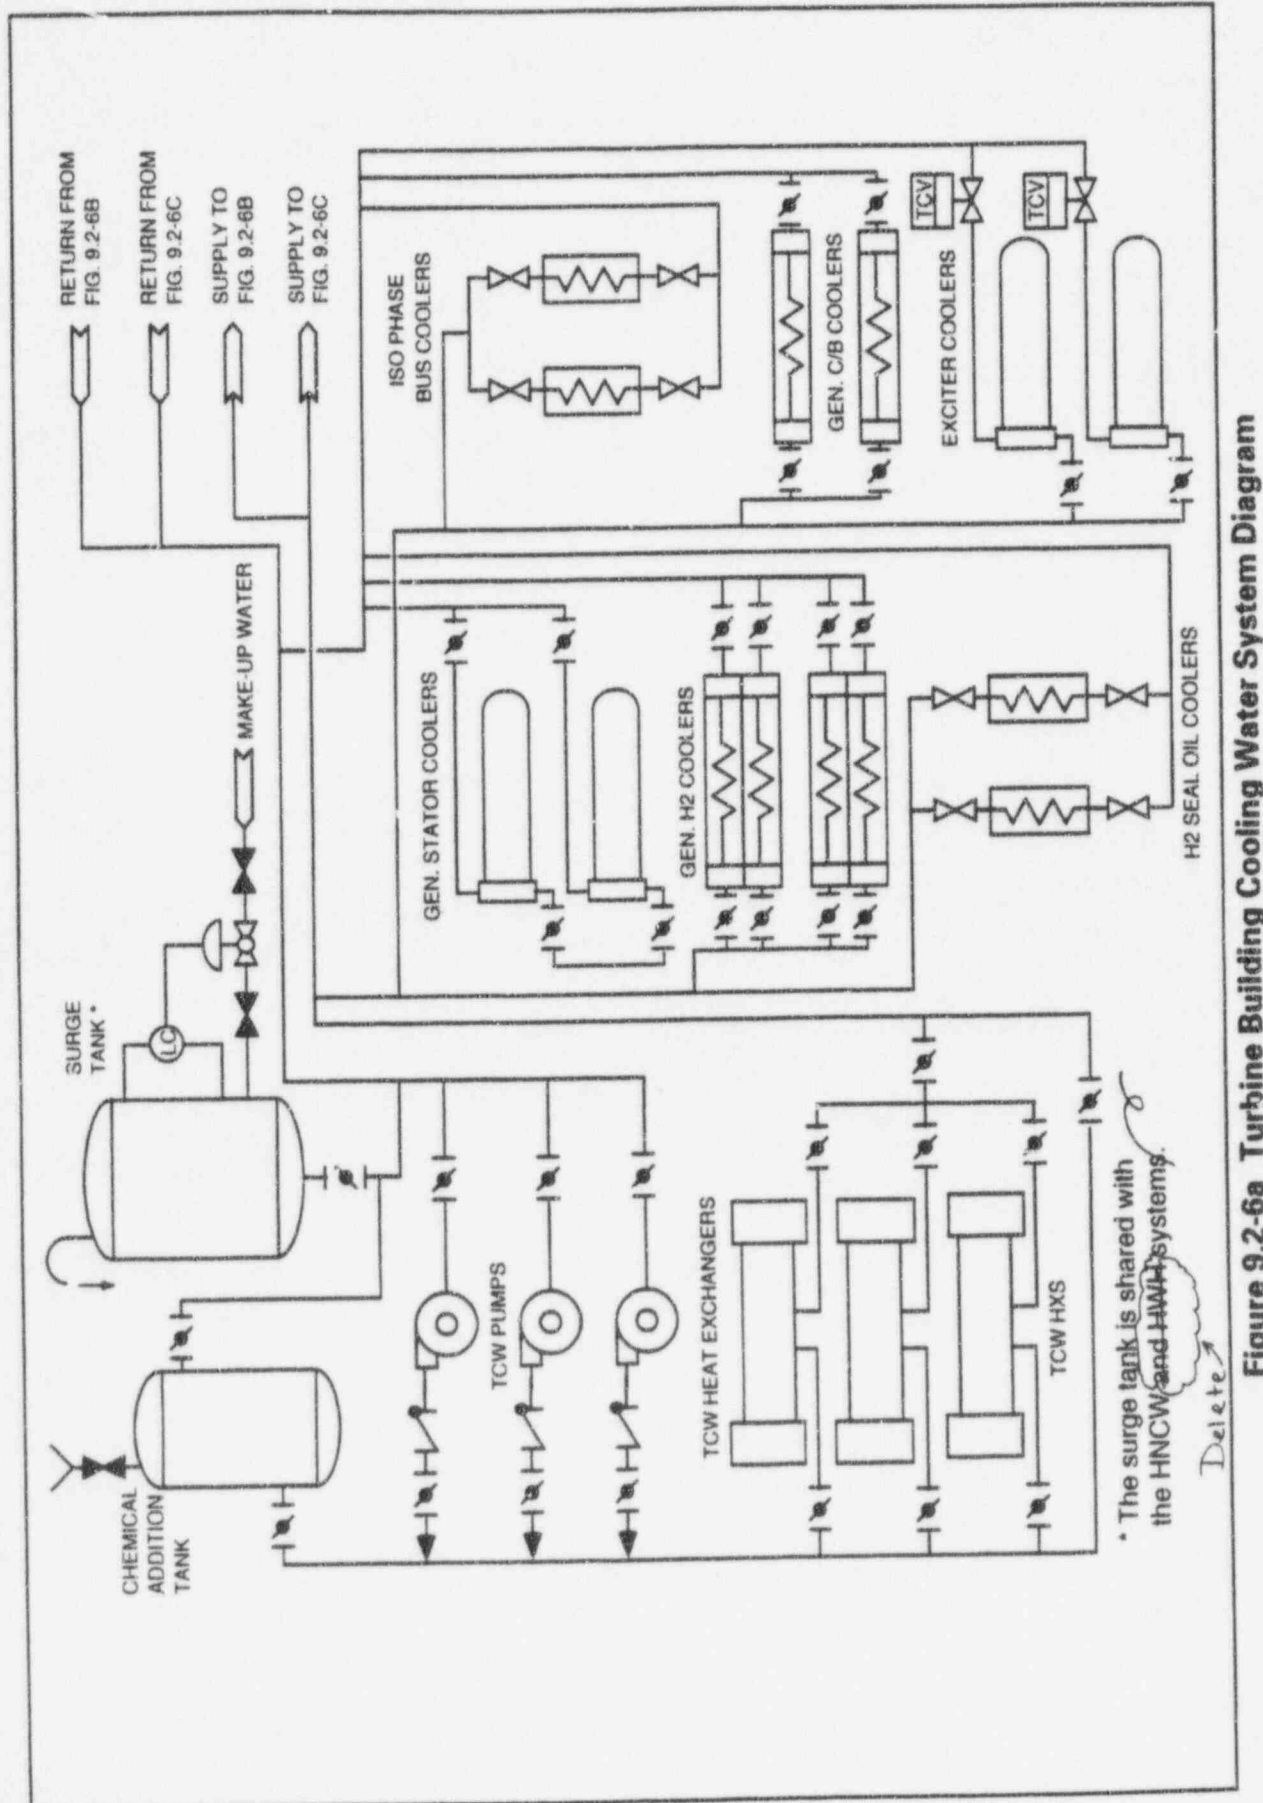 RETURN FROM
FIG. 9.2-6B
RETURN FROM
FIG. 9.2-6C
SUPPLY TO
FIG. 9.2-6B
SUPPLY TO
FIG. 9.2-6C
MAKE-UP WATER
SURGE
TANK *
LC
CHEMICAL
ADDITION
TANK
TCW PUMPS
TCW HEAT EXCHANGERS
TCW HXS
GEN. STATOR COOLERS
GEN. H2 COOLERS
H2 SEAL OIL COOLERS
ISO PHASE
BUS COOLERS
GEN. C/B COOLERS
EXCITER COOLERS
TCV
TCV
* The surge tank is shared with
the HNCW and HWH systems.
Delete
Figure 9.2-6a Turbine Building Cooling Water System Diagram